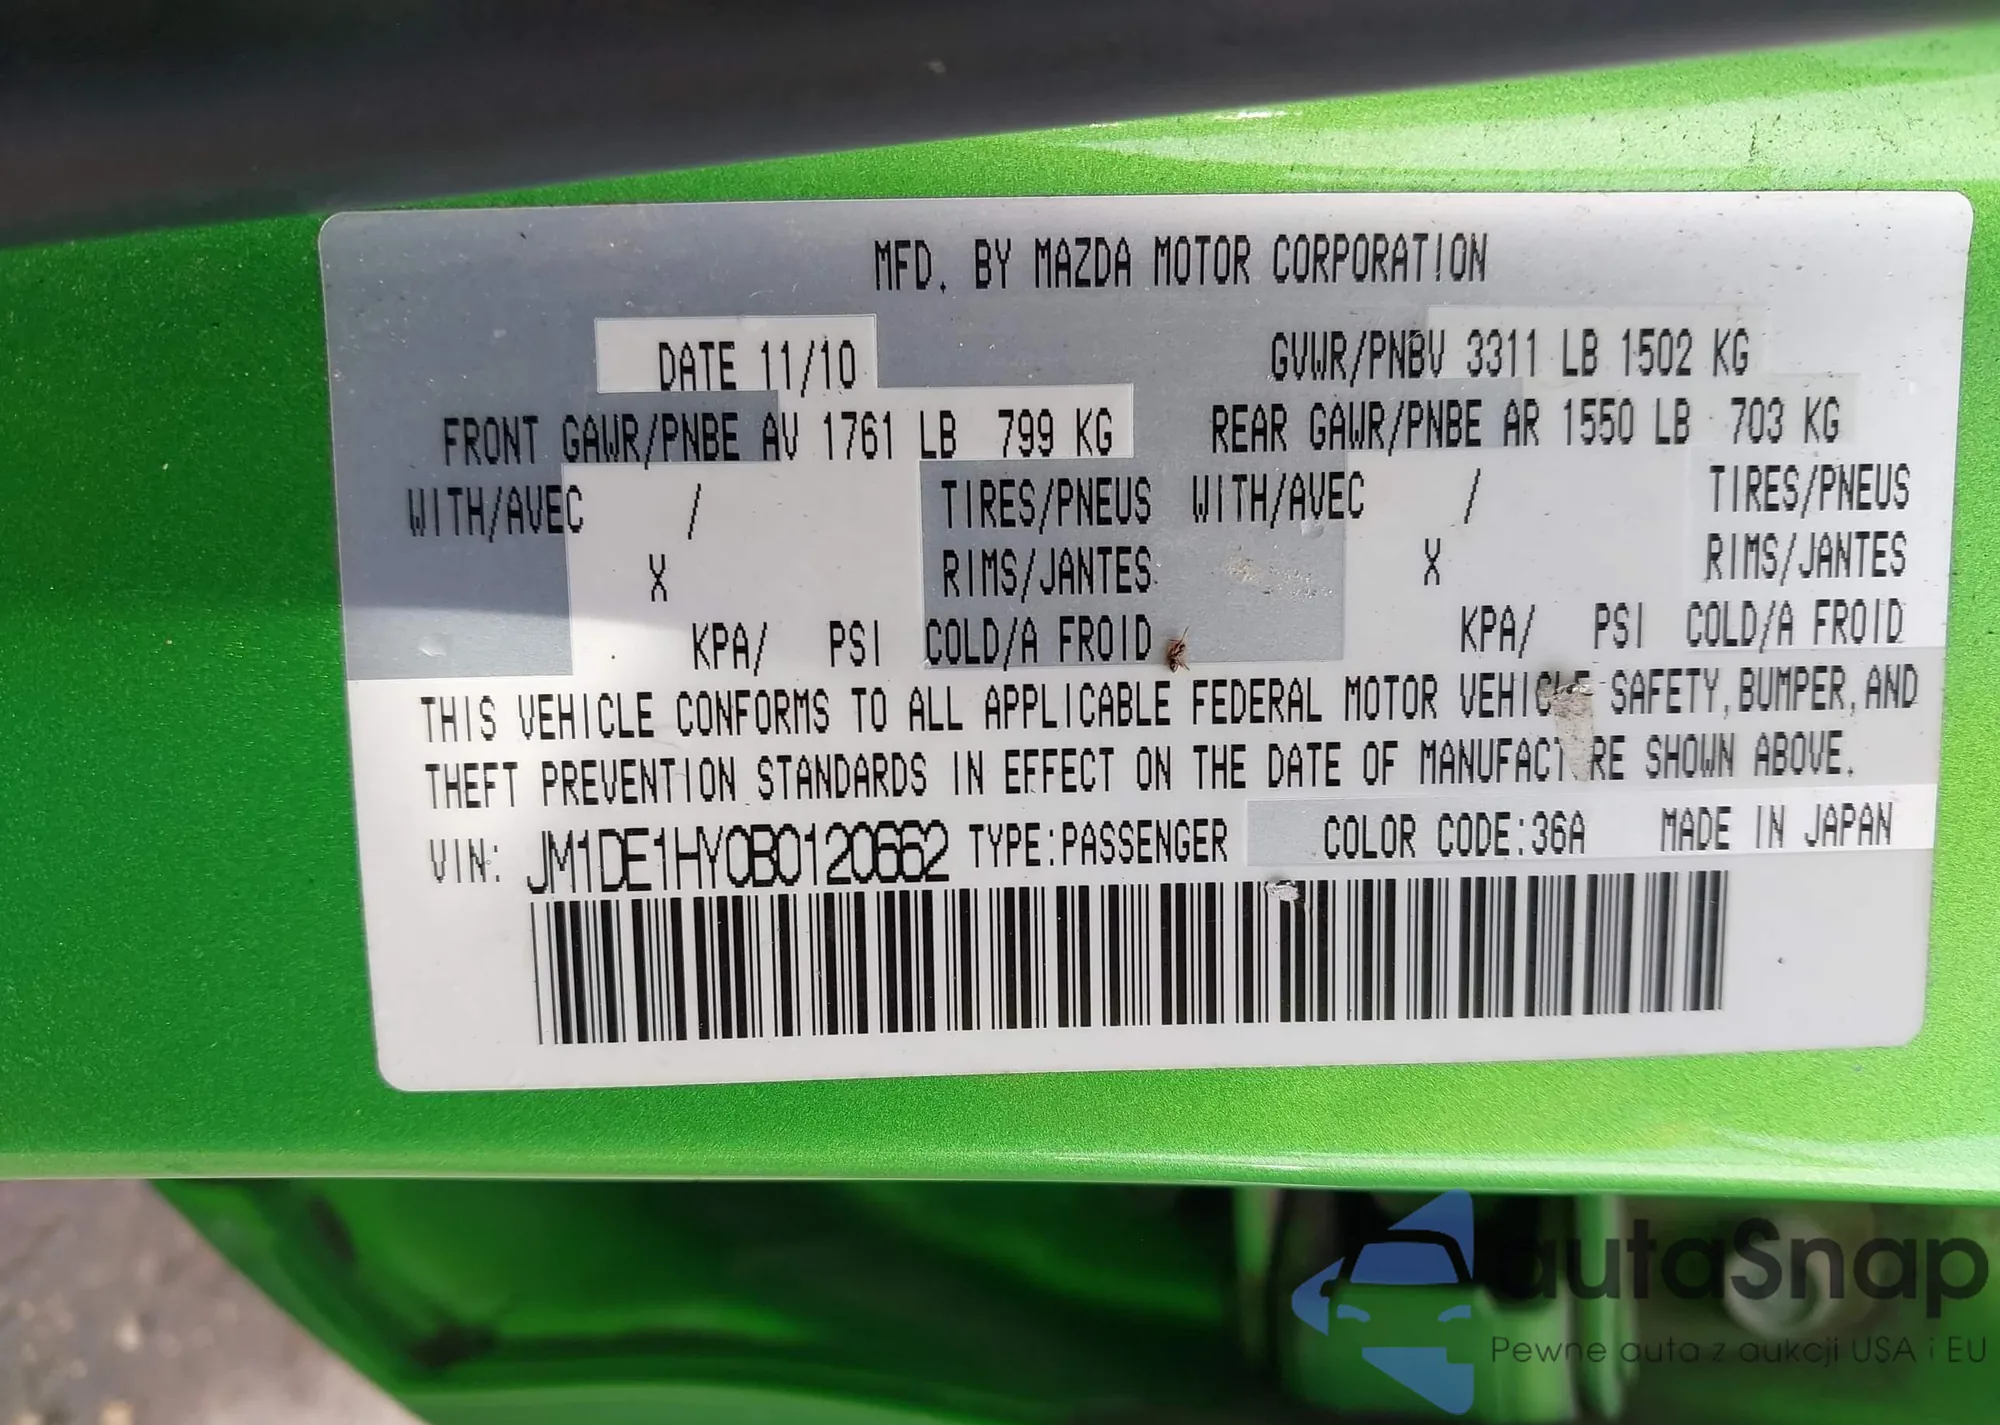 MFD. BY MAZDA MOTOR CORPORATION
DATE 11/10 GVWR/PNBV 3311 LB 1502 KG
FRONT GAWR/PNBE AV 1761 LB 799 KG REAR GAWR/PNBE AR 1550 LB 703 KG
WITH/AVEC / TIRES/PNEUS WITH/AVEC / TIRES/PNEUS
X RIMS/JANTES X RIMS/JANTES
KPA/ PSI COLD/A FROID KPA/ PSI COLD/A FROID
THIS VEHICLE CONFORMS TO ALL APPLICABLE FEDERAL MOTOR VEHICLE SAFETY, BUMPER, AND
THEFT PREVENTION STANDARDS IN EFFECT ON THE DATE OF MANUFACTURE SHOWN ABOVE.
VIN: JM1DE1HY0B0120662 TYPE:PASSENGER COLOR CODE:36A MADE IN JAPAN
autaSnap
Pewne auta z aukcji USA i EU